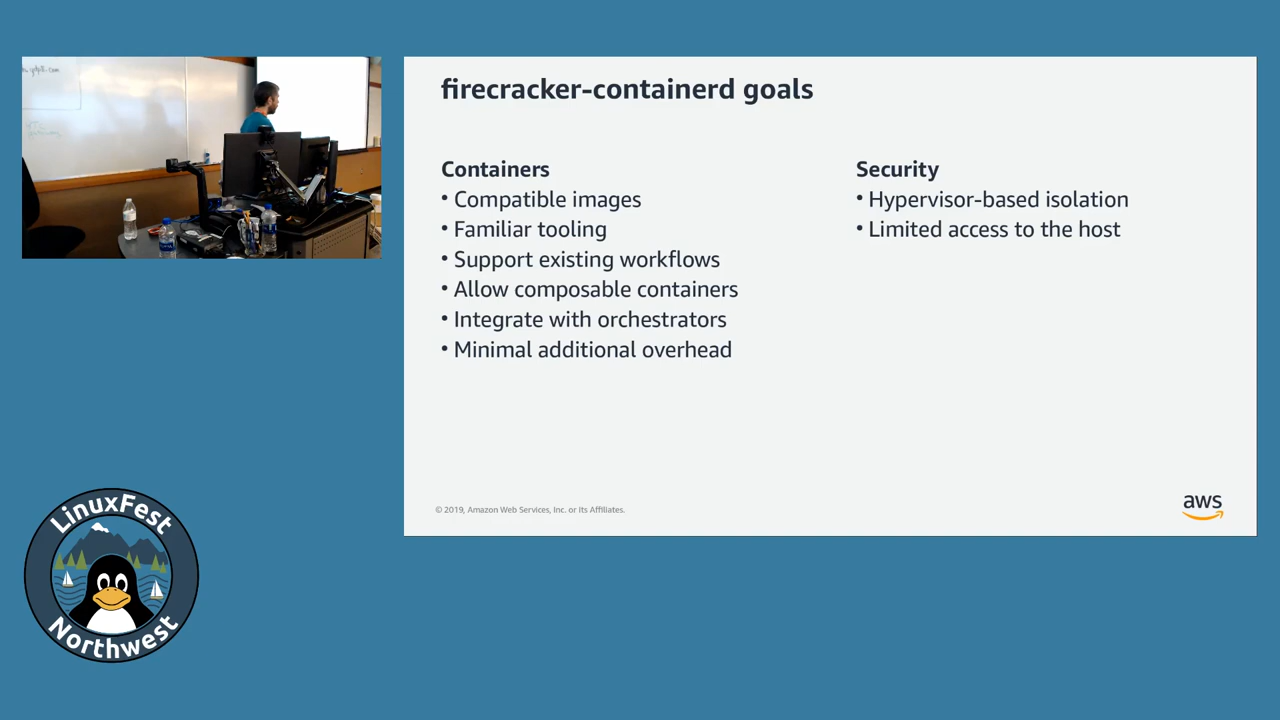 firecracker-containerd goals
Containers
• Compatible images
• Familiar tooling
• Support existing workflows
• Allow composable containers
• Integrate with orchestrators
• Minimal additional overhead
Security
• Hypervisor-based isolation
• Limited access to the host
© 2019, Amazon Web Services, Inc. or its Affiliates.
aws
LinuxFest
Northwest